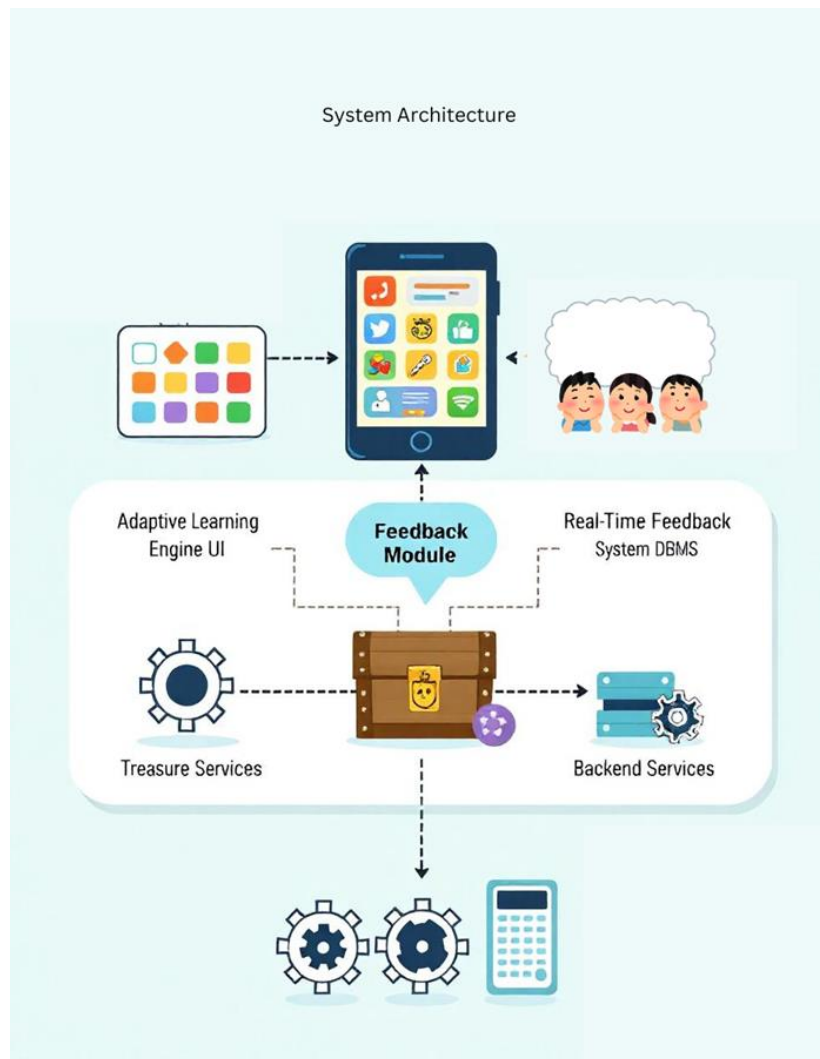 System Architecture
Adaptive Learning
Engine UI
Feedback
Module
Real-Time Feedback
System DBMS
Treasure Services
Backend Services